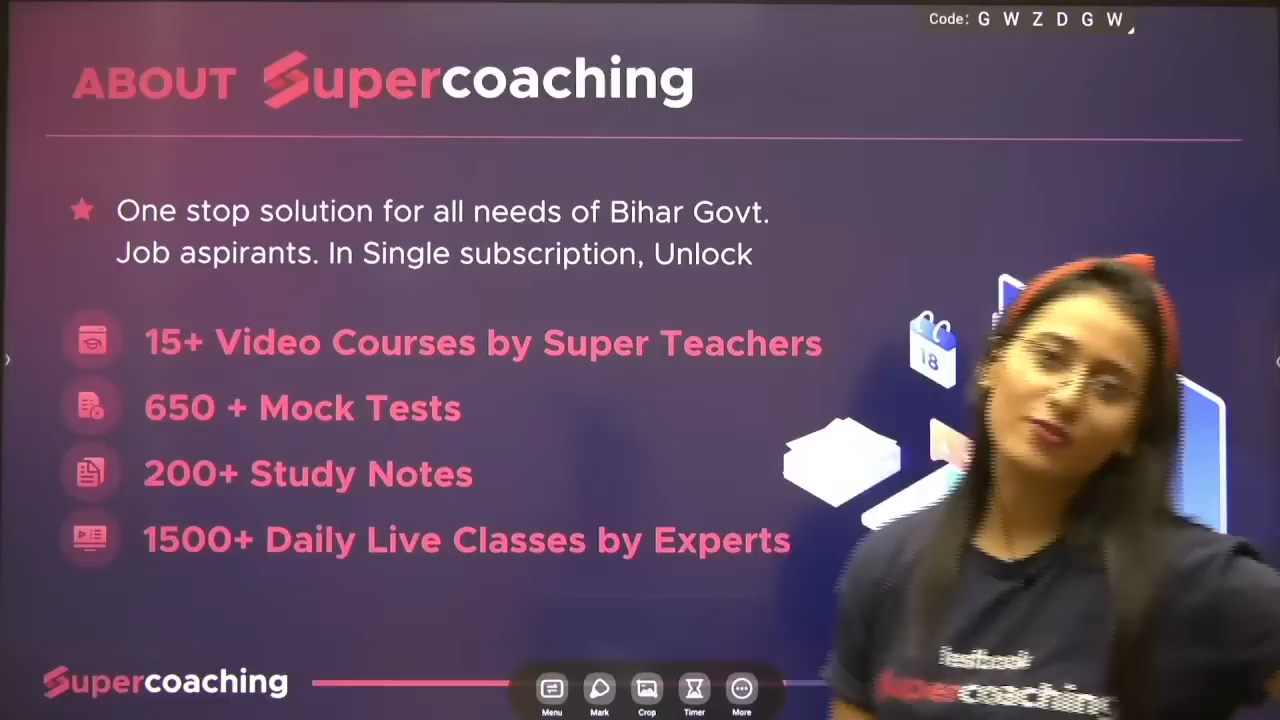 Code: G W Z D G W
ABOUT Supercoaching
One stop solution for all needs of Bihar Govt.
Job aspirants. In Single subscription, Unlock
15+ Video Courses by Super Teachers
650 + Mock Tests
200+ Study Notes
1500+ Daily Live Classes by Experts
18
Supercoaching
Menu Mark Crop Timer More
testbook
Supercoaching